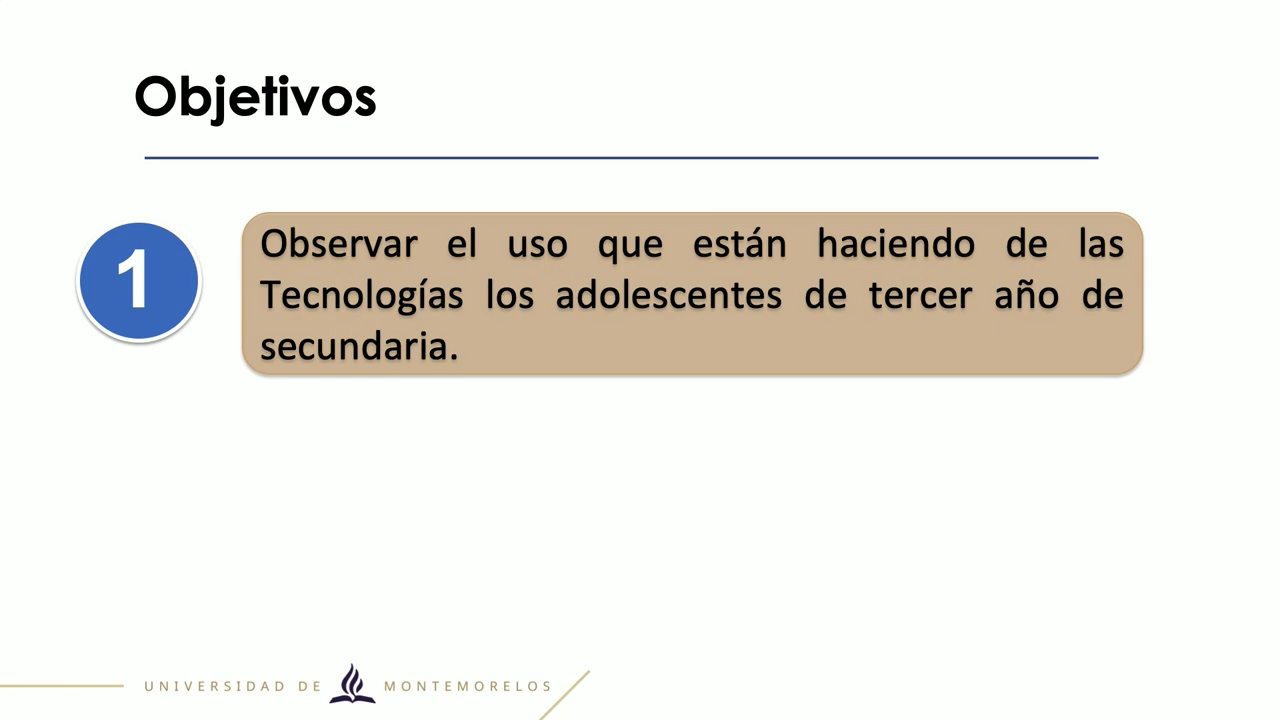 Objetivos
1
Observar el uso que están haciendo de las
Tecnologías los adolescentes de tercer año de
secundaria.
UNIVERSIDAD DE MONTEMORELOS